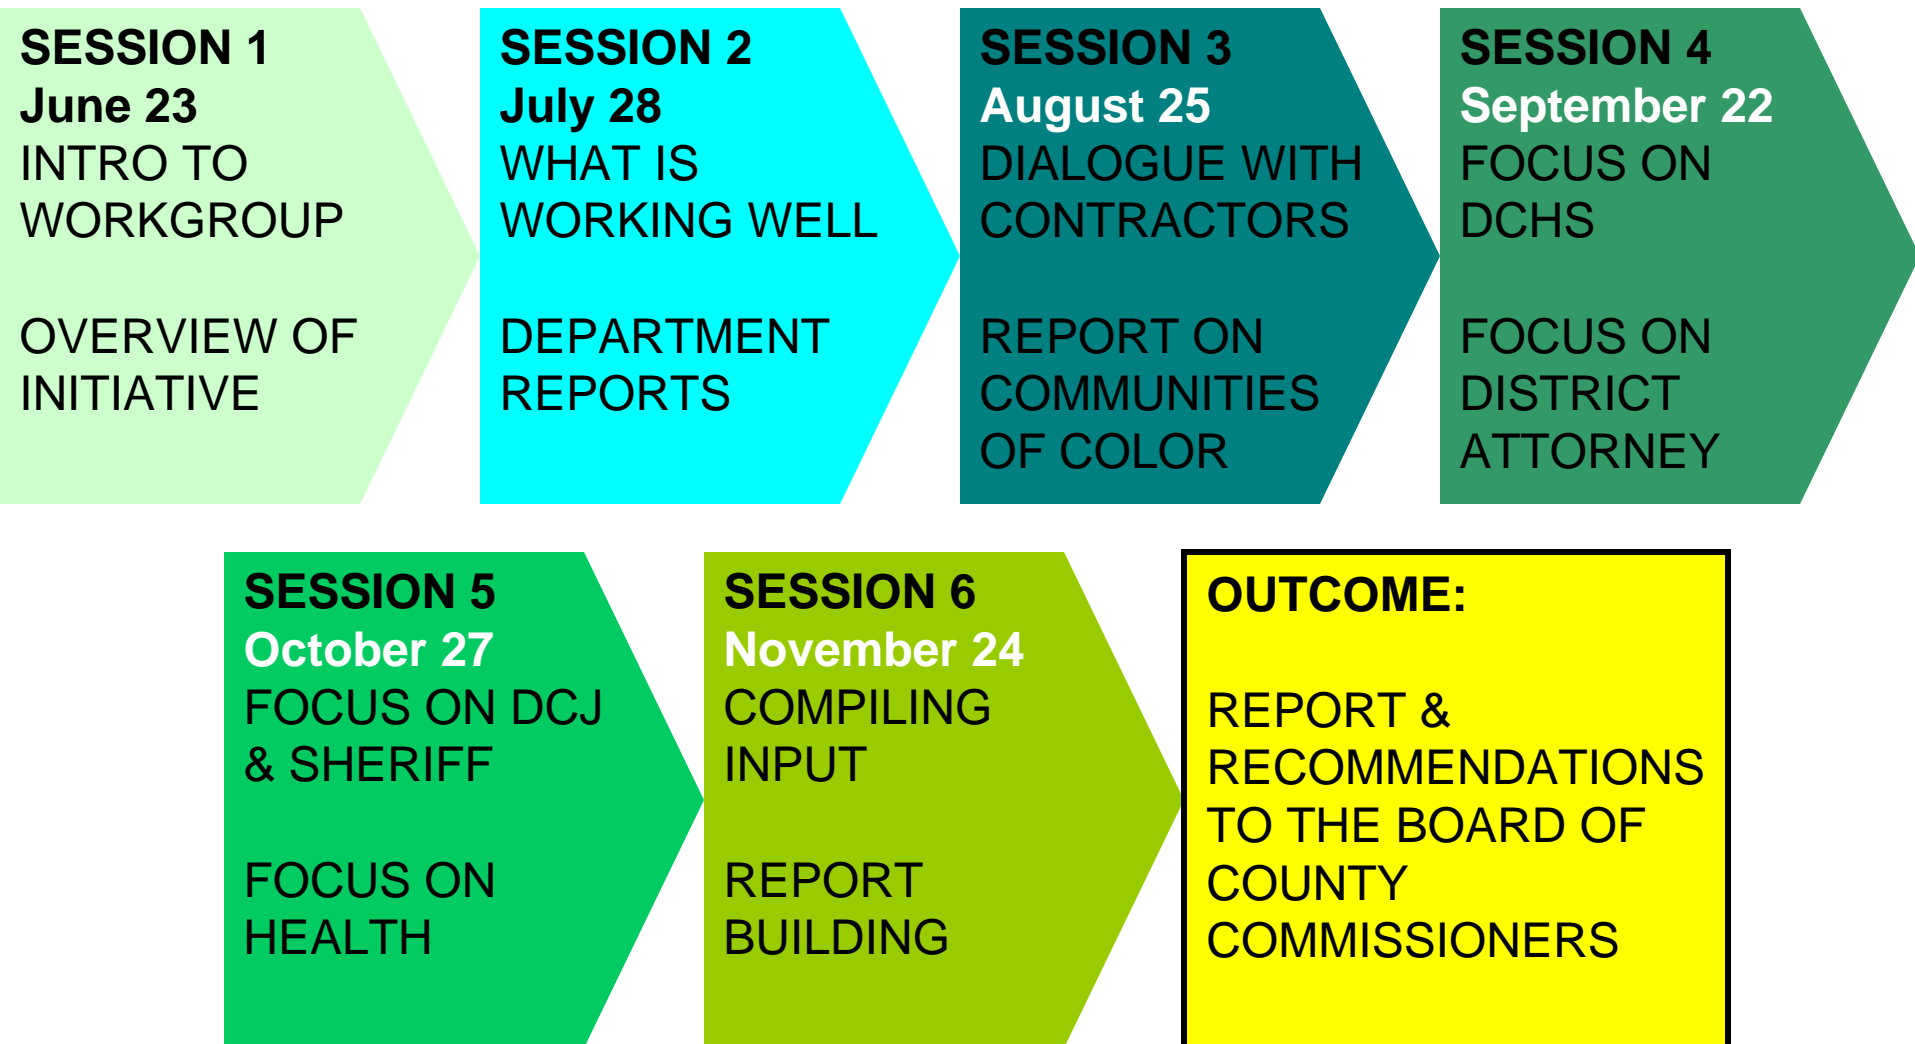 SESSION 1
June 23
INTRO TO
WORKGROUP
OVERVIEW OF
INITIATIVE
SESSION 2
July 28
WHAT IS
WORKING WELL
DEPARTMENT
REPORTS
SESSION 3
August 25
DIALOGUE WITH
CONTRACTORS
REPORT ON
COMMUNITIES
OF COLOR
SESSION 4
September 22
FOCUS ON
DCHS
FOCUS ON
DISTRICT
ATTORNEY
SESSION 5
October 27
FOCUS ON DCJ
& SHERIFF
FOCUS ON
HEALTH
SESSION 6
November 24
COMPILING
INPUT
REPORT
BUILDING
OUTCOME:
REPORT &
RECOMMENDATIONS
TO THE BOARD OF
COUNTY
COMMISSIONERS